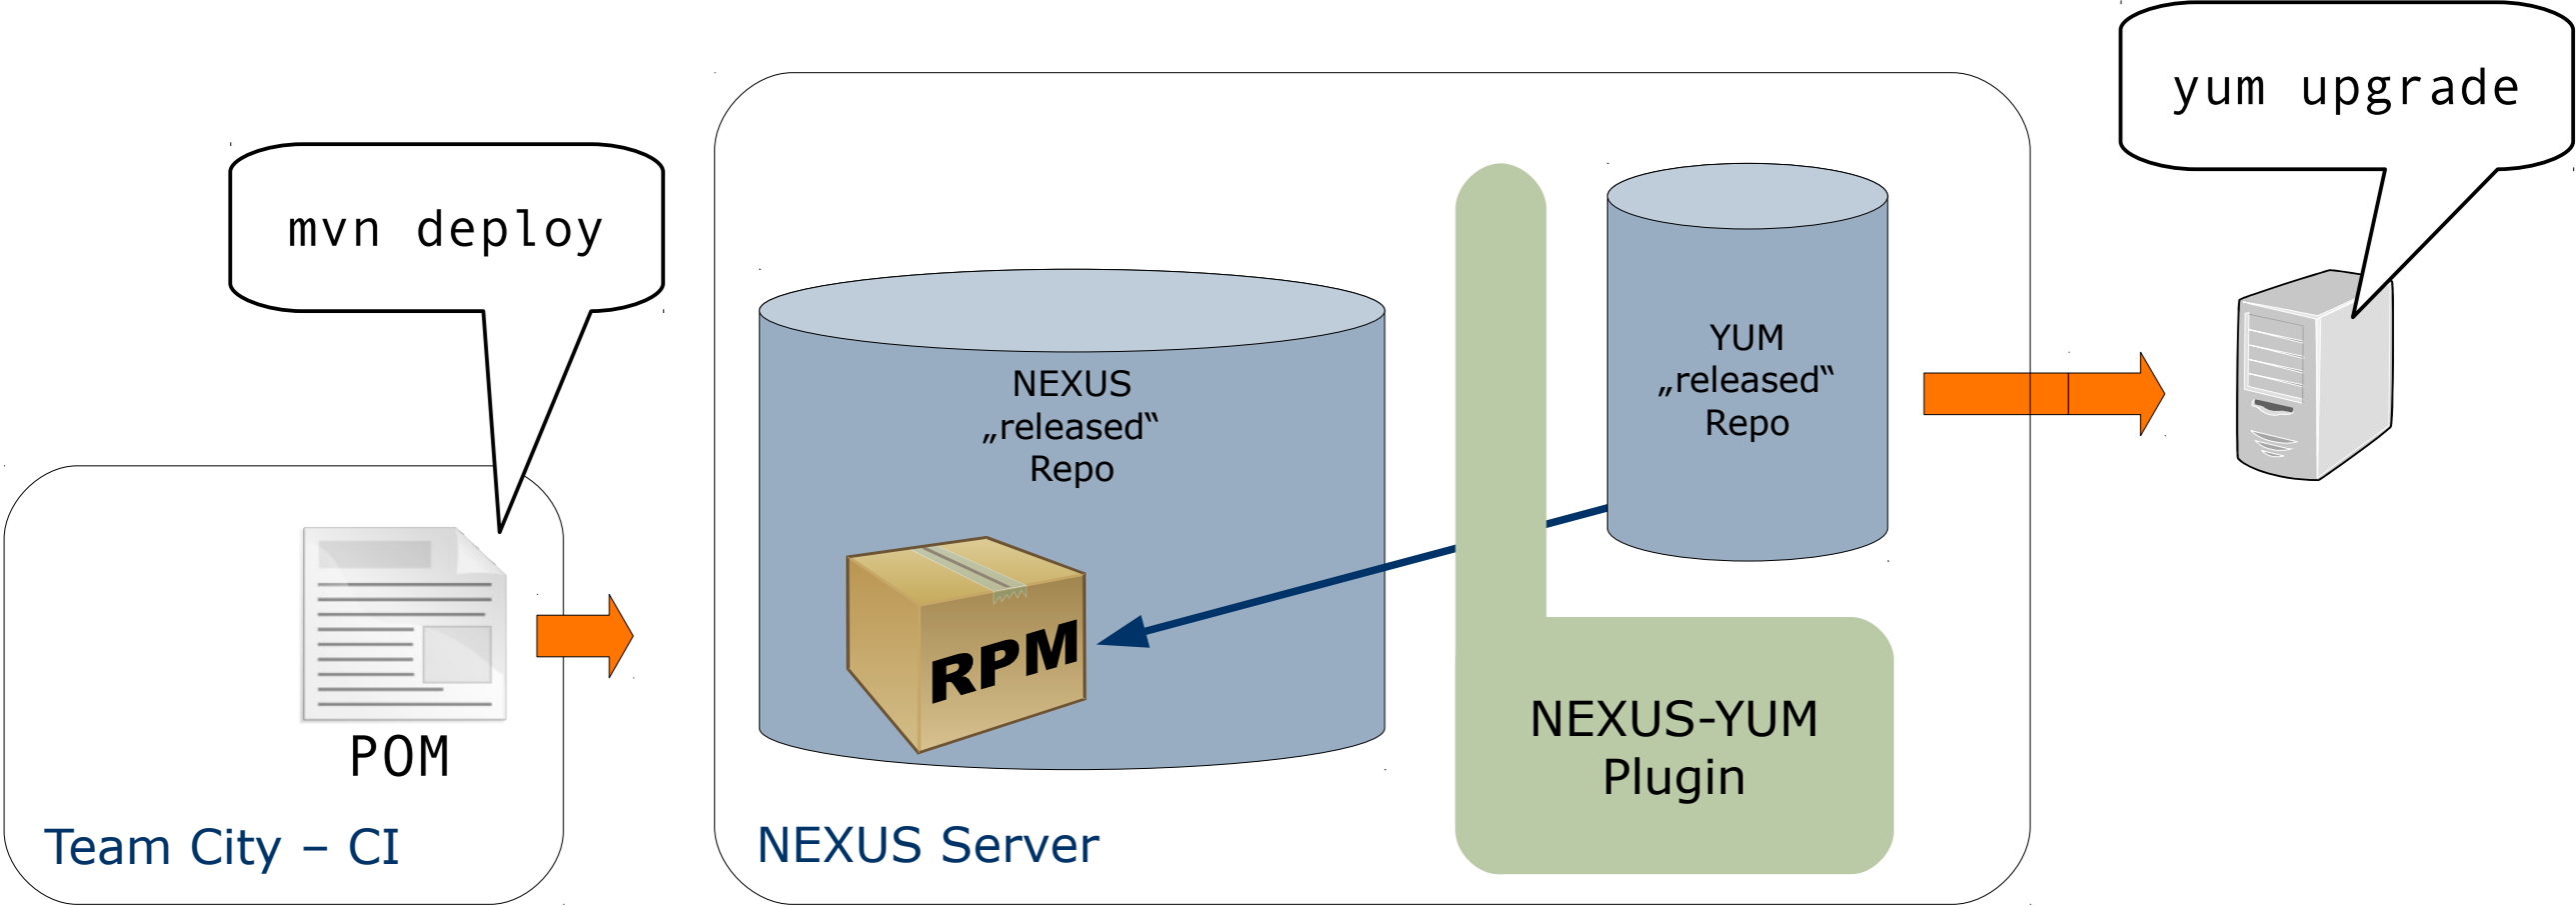 yum upgrade
mvn deploy
YUM
„released“
Repo
NEXUS
„released“
Repo
RPM
NEXUS-YUM
Plugin
POM
Team City – CI
NEXUS Server